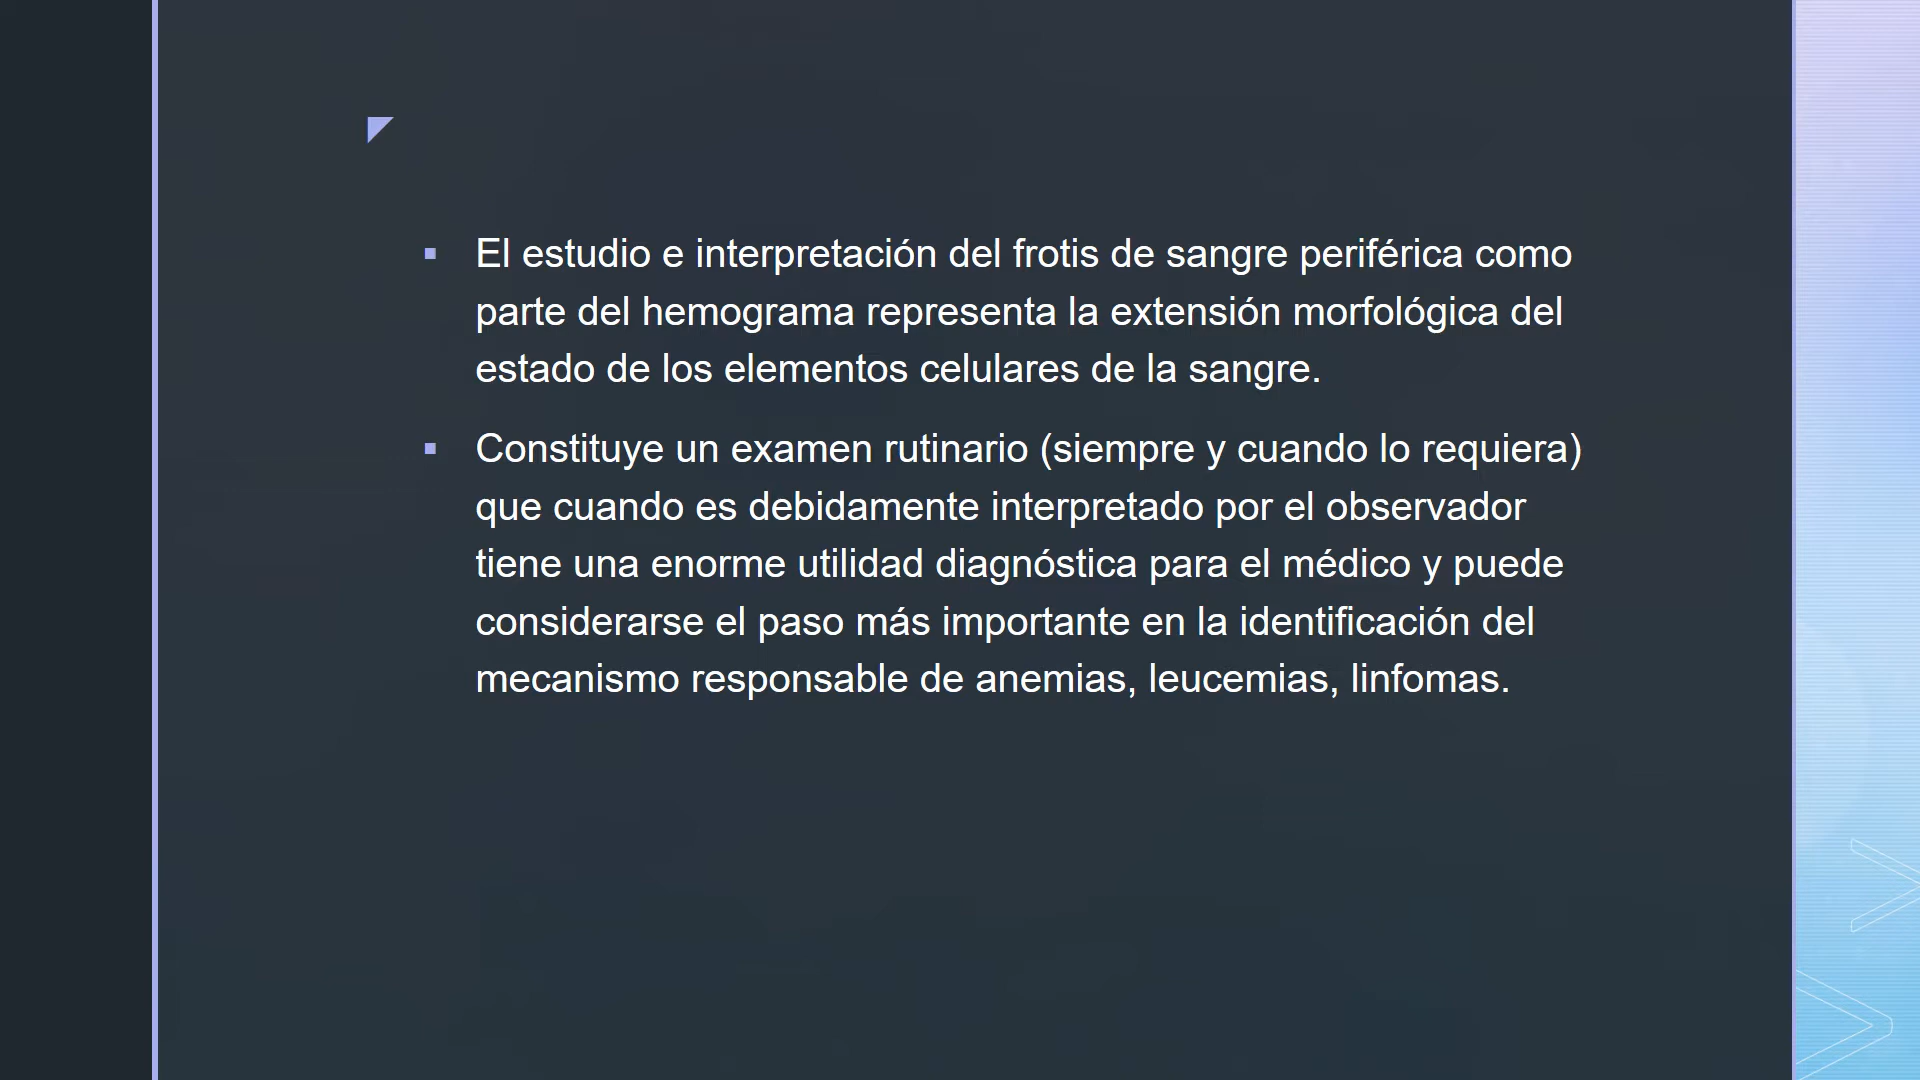 ▪ El estudio e interpretación del frotis de sangre periférica como
parte del hemograma representa la extensión morfológica del
estado de los elementos celulares de la sangre.
▪ Constituye un examen rutinario (siempre y cuando lo requiera)
que cuando es debidamente interpretado por el observador
tiene una enorme utilidad diagnóstica para el médico y puede
considerarse el paso más importante en la identificación del
mecanismo responsable de anemias, leucemias, linfomas.